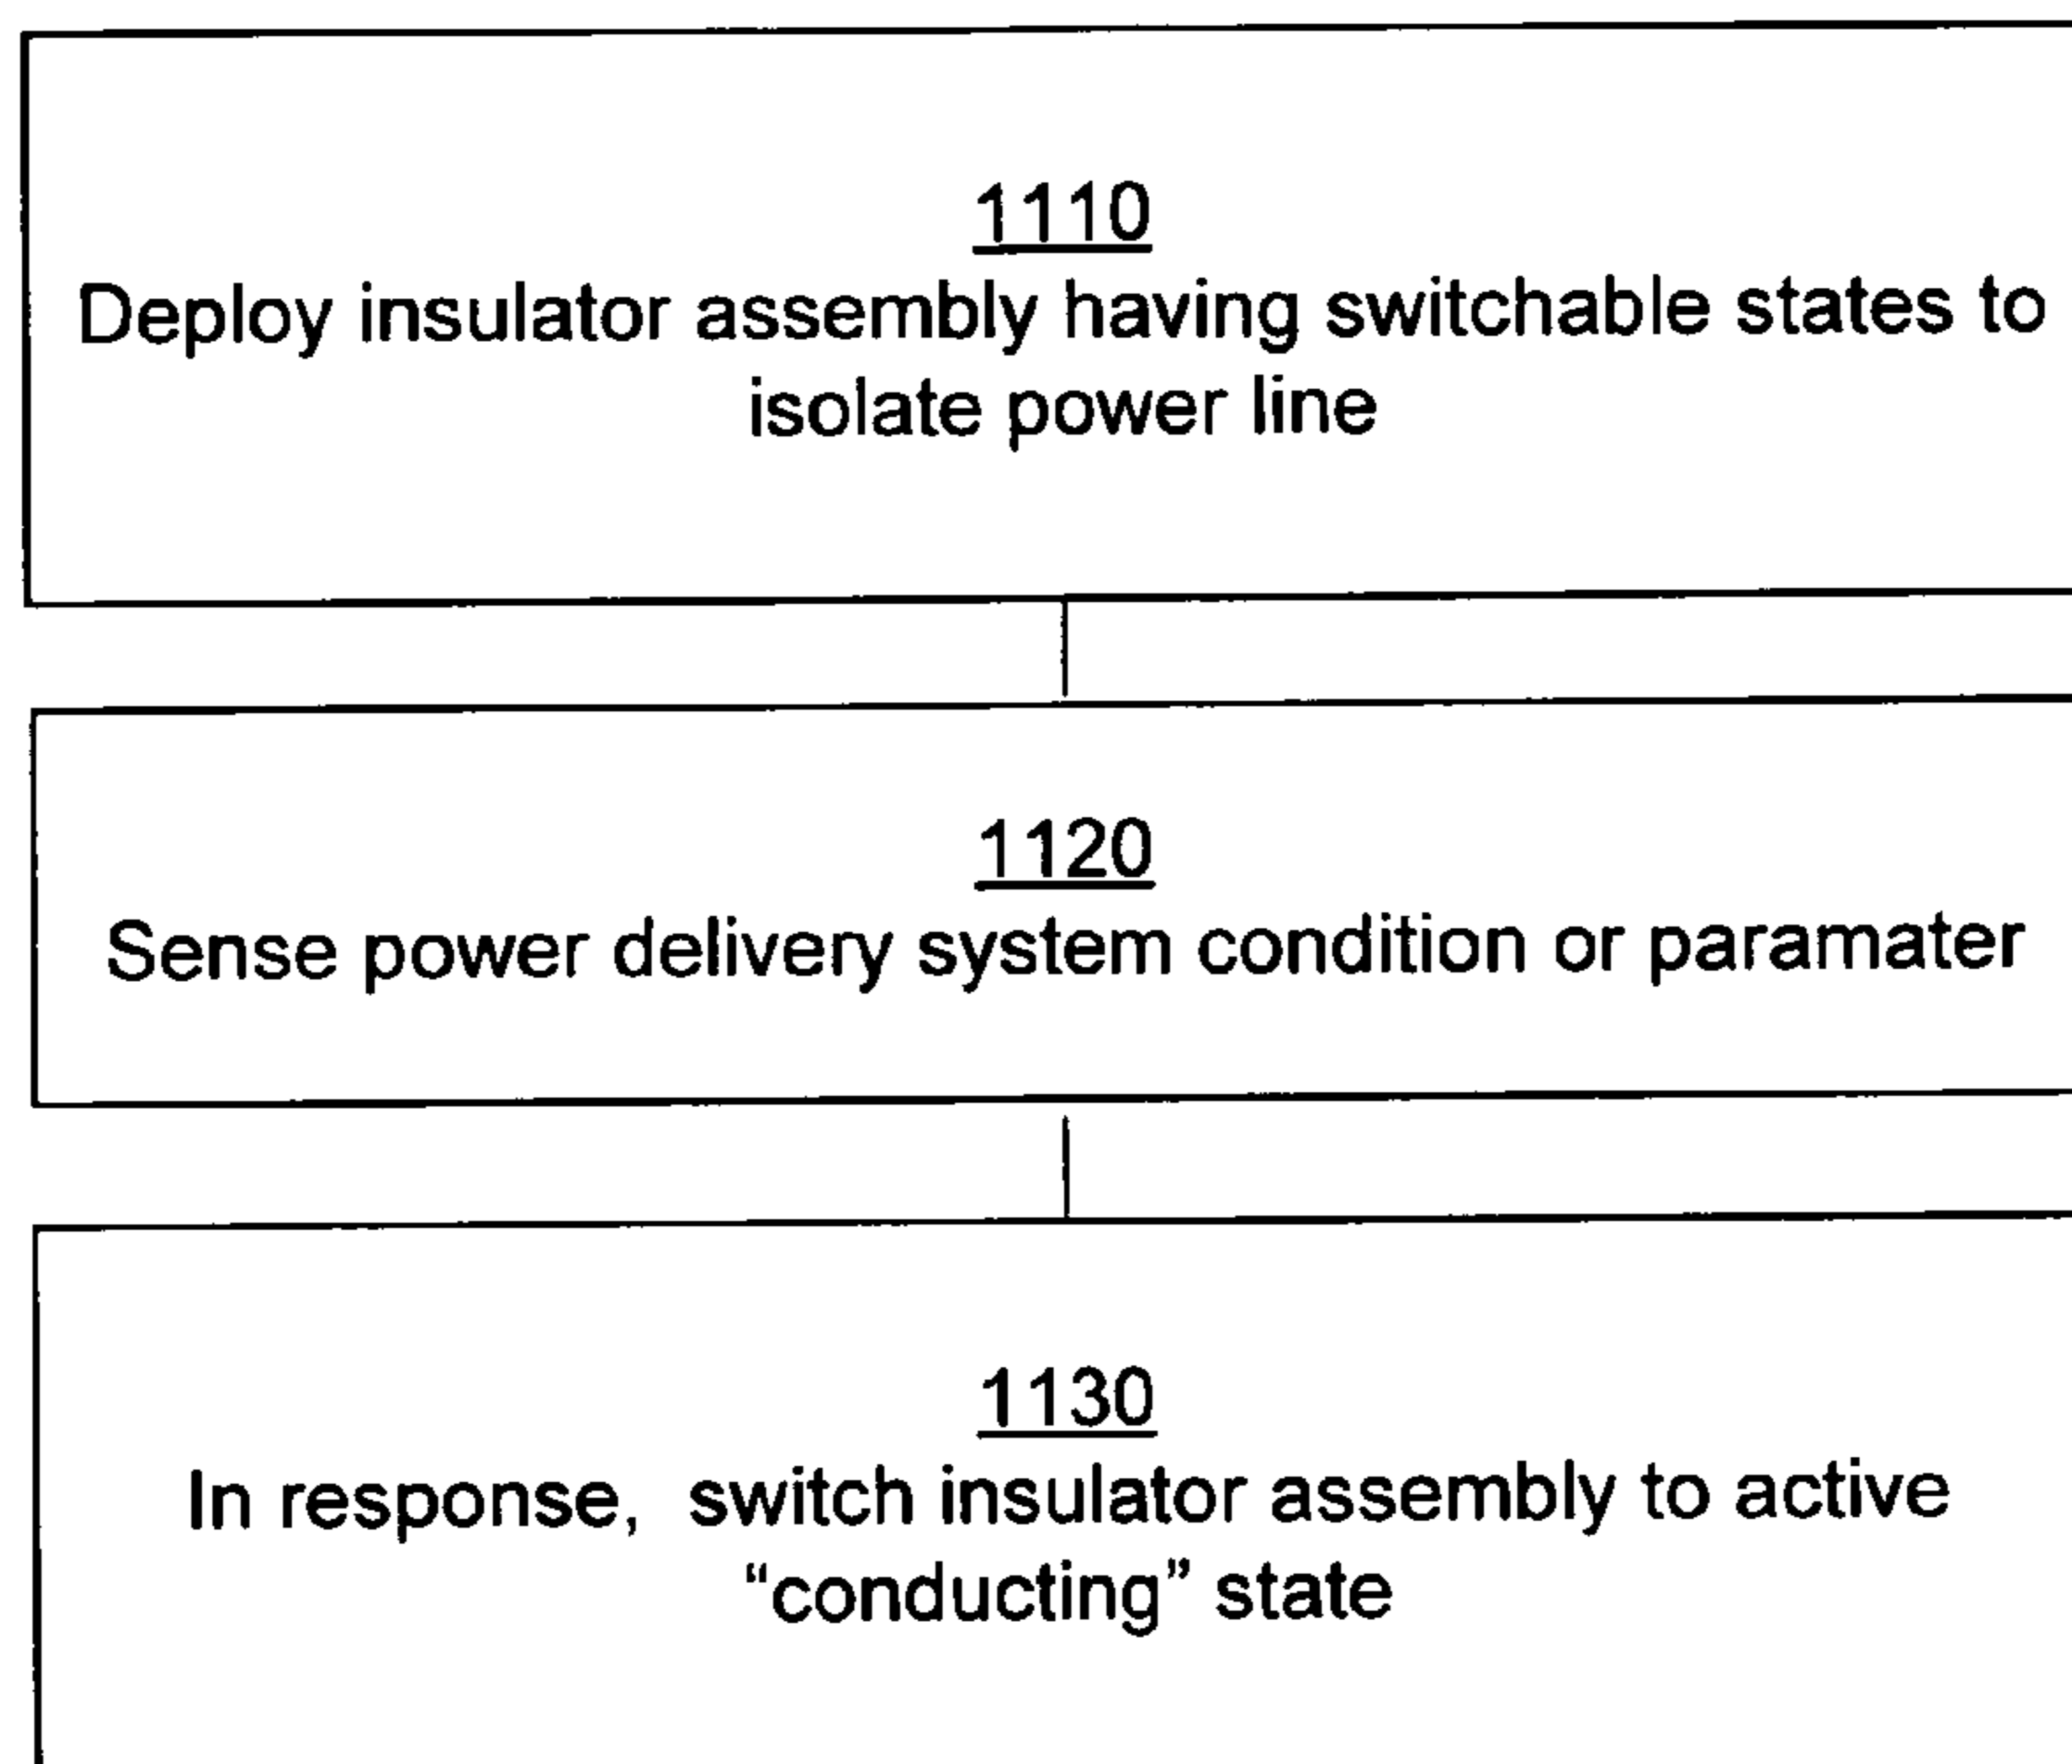 1110
Deploy insulator assembly having switchable states to
isolate power line
1120
Sense power delivery system condition or paramater
1130
In response, switch insulator assembly to active
“conducting” state